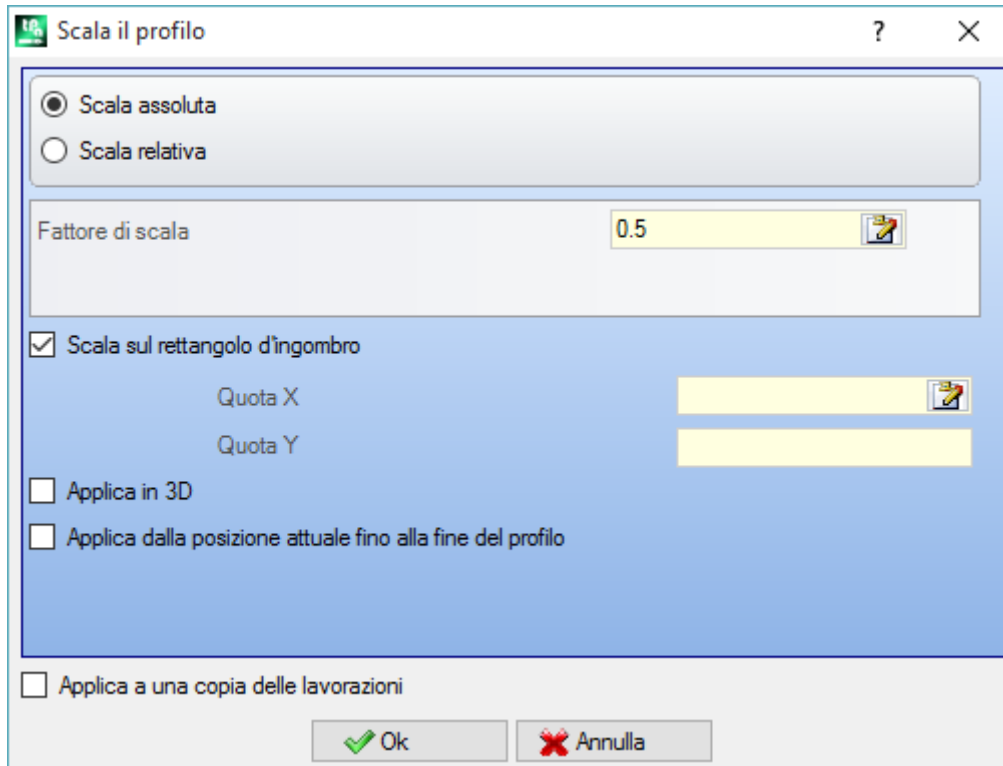 Scala il profilo
?
Scala assoluta
Scala relativa
Fattore di scala 0.5
Scala sul rettangolo d'ingombro
Quota X
Quota Y
Applica in 3D
Applica dalla posizione attuale fino alla fine del profilo
Applica a una copia delle lavorazioni
Ok Annulla